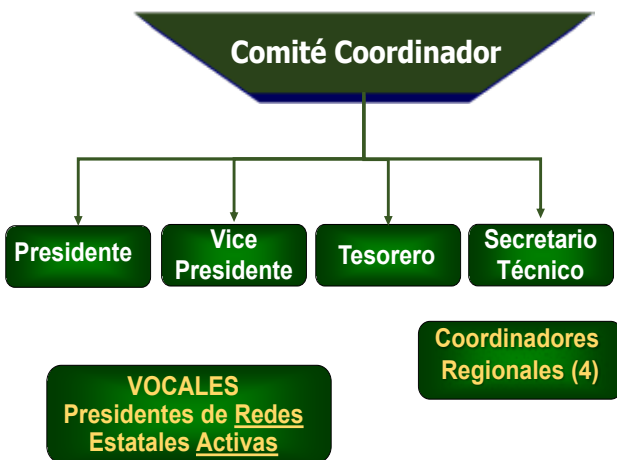 Comité Coordinador
Presidente
Vice
Presidente
Tesorero
Secretario
Técnico
Coordinadores
Regionales (4)
VOCALES
Presidentes de Redes
Estatales Activas